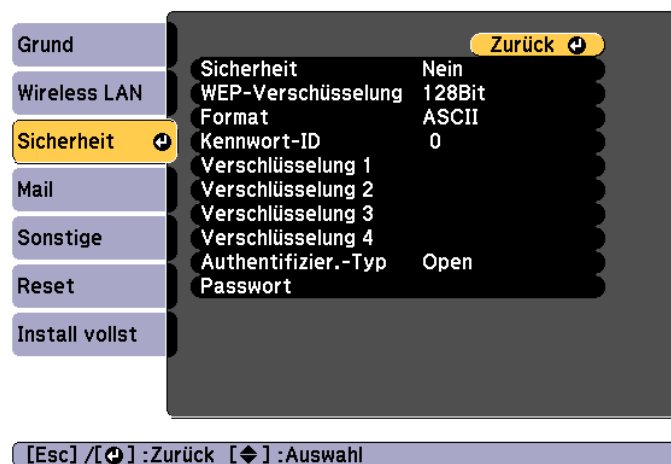 Grund
Wireless LAN
Sicherheit
Mail
Sonstige
Reset
Install vollst
Zurück
Sicherheit Nein
WEP-Verschüsselung 128Bit
Format ASCII
Kennwort-ID 0
Verschlüsselung 1
Verschlüsselung 2
Verschlüsselung 3
Verschlüsselung 4
Authentifizier.-Typ Open
Passwort
[Esc] /[⏎] :Zurück [◆] :Auswahl